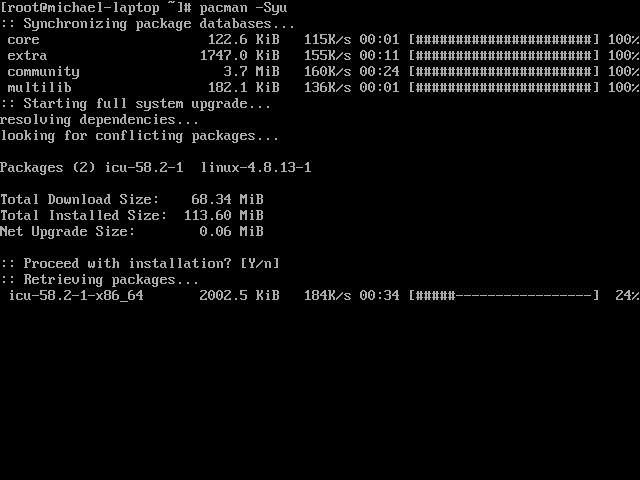 [root@michael-laptop ~]# pacman -Syu
:: Synchronizing package databases...
 core                     122.6 KiB   115K/s 00:01 [######################] 100%
 extra                   1747.0 KiB   155K/s 00:11 [######################] 100%
 community                  3.7 MiB   160K/s 00:24 [######################] 100%
 multilib                 182.1 KiB   136K/s 00:01 [######################] 100%
:: Starting full system upgrade...
resolving dependencies...
looking for conflicting packages...

Packages (2) icu-58.2-1  linux-4.8.13-1

Total Download Size:    68.34 MiB
Total Installed Size:  113.60 MiB
Net Upgrade Size:        0.06 MiB

:: Proceed with installation? [Y/n]
:: Retrieving packages...
 icu-58.2-1-x86_64       2002.5 KiB   184K/s 00:34 [#####-----------------]  24%